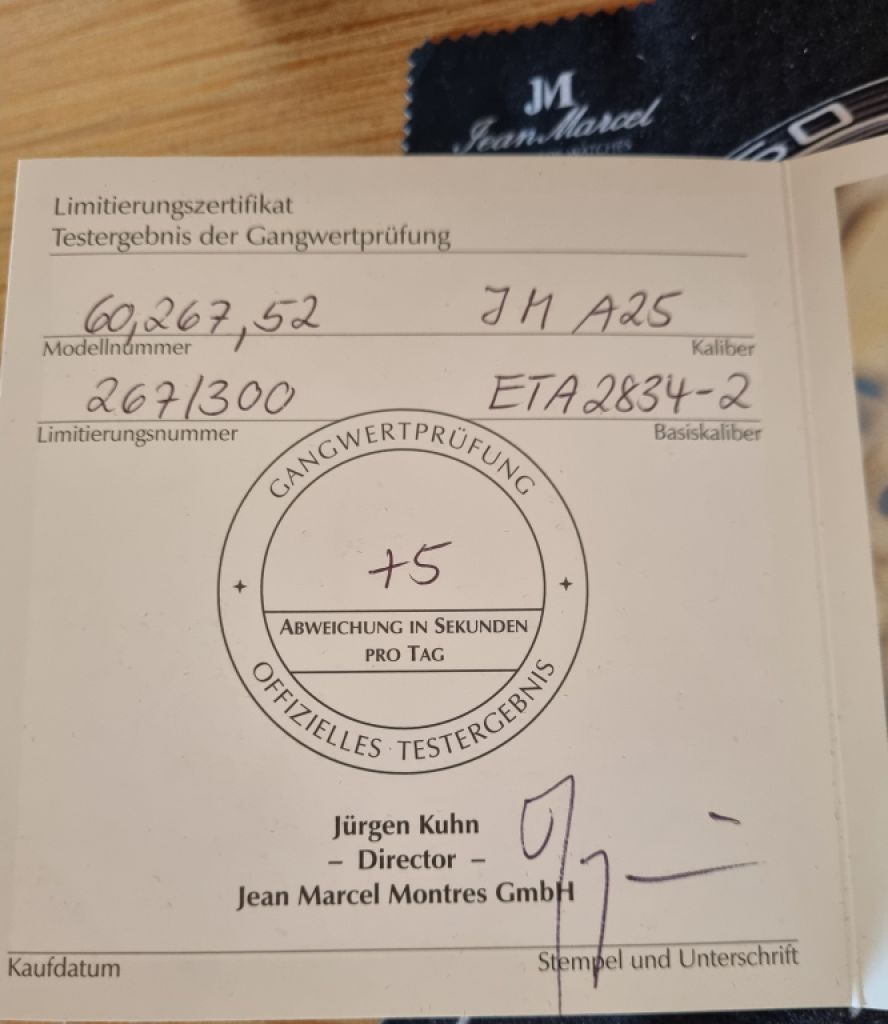 JM
Jean Marcel
60
Limitierungszertifikat
Testergebnis der Gangwertprüfung
60,267,52 JM A25
Modellnummer Kaliber
267/300 ETA 2834-2
Limitierungsnummer Basiskaliber
GANGWERTPRÜFUNG
+5
ABWEICHUNG IN SEKUNDEN
PRO TAG
OFFIZIELLES · TESTERGEBNIS
Jürgen Kuhn
– Director –
Jean Marcel Montres GmbH
Kaufdatum Stempel und Unterschrift